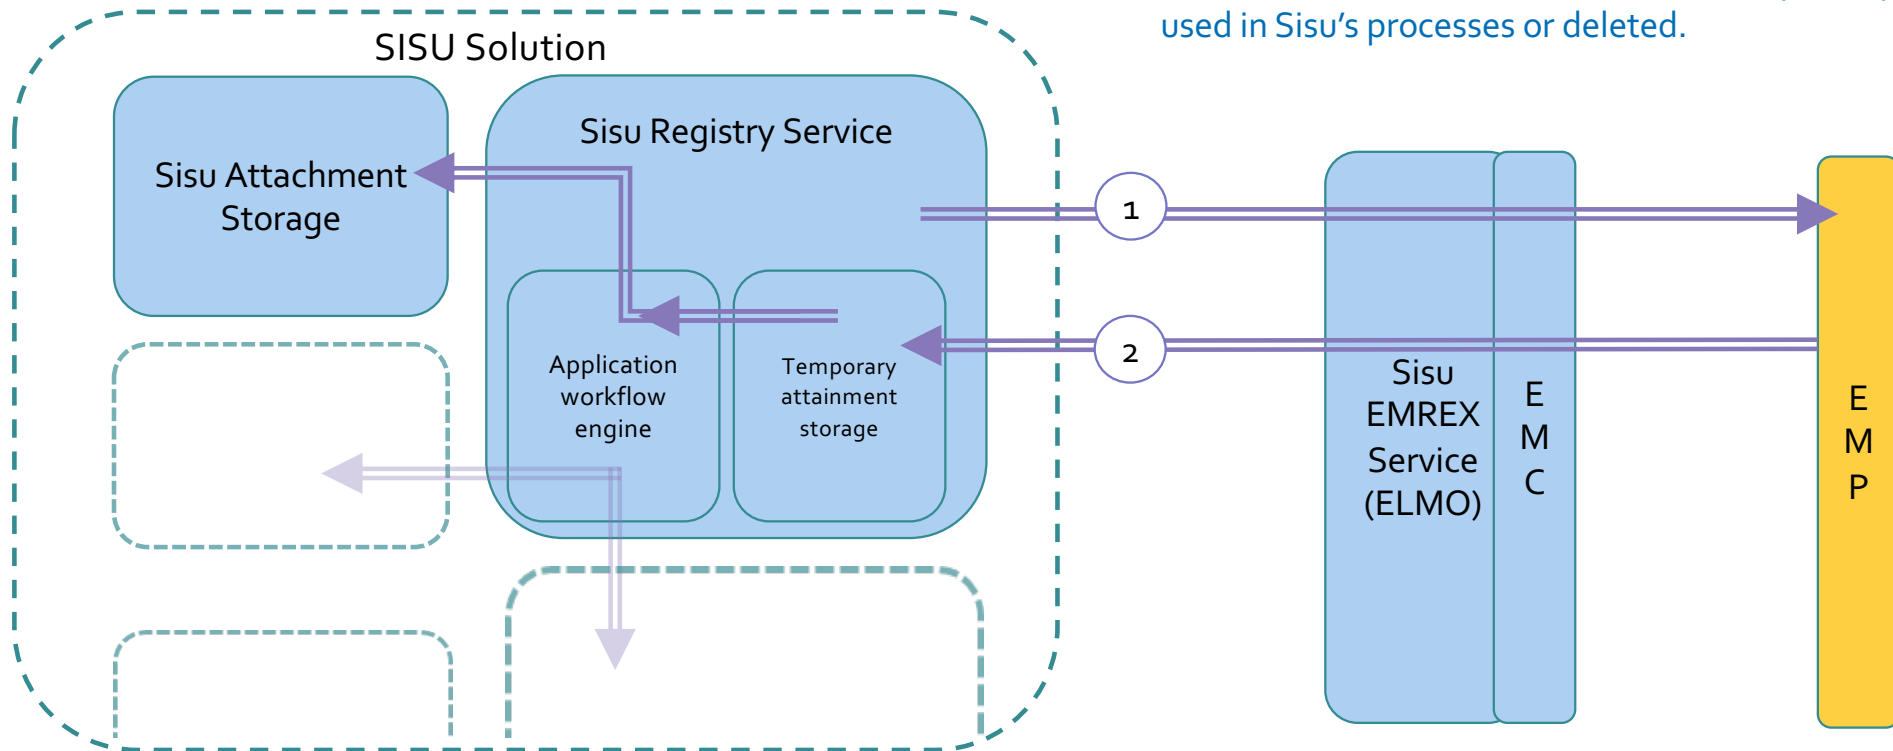 used in Sisu's processes or deleted.
SISU Solution
Sisu Registry Service
Sisu Attachment
Storage
1
2
Application
workflow
engine
Temporary
attainment
storage
Sisu
EMREX
Service
(ELMO)
E
M
C
E
M
P